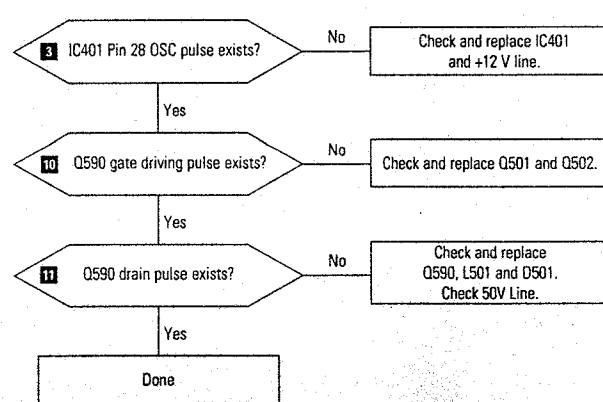 3 IC401 Pin 28 OSC pulse exists?
No
Check and replace IC401
and +12 V line.
Yes
10 Q590 gate driving pulse exists?
No
Check and replace Q501 and Q502.
Yes
11 Q590 drain pulse exists?
No
Check and replace
Q590, L501 and D501.
Check 50V Line.
Yes
Done